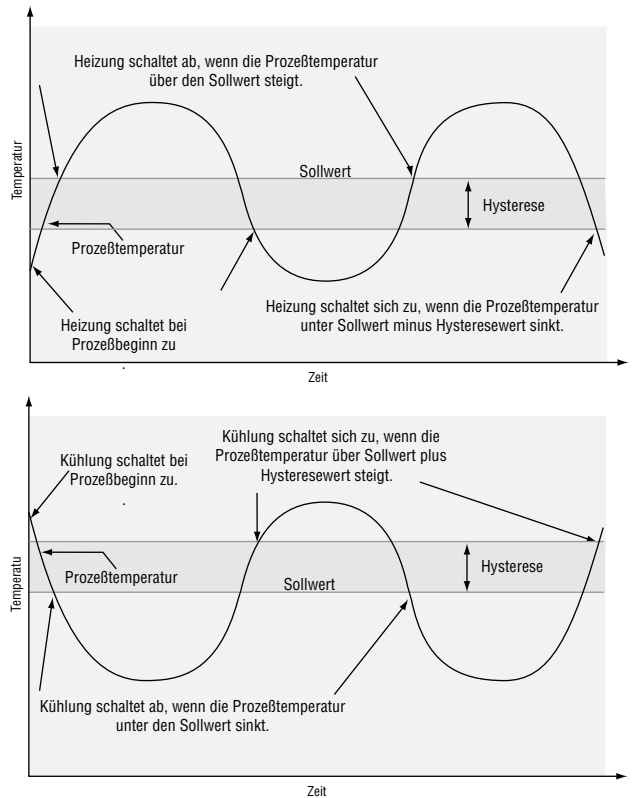 Heizung schaltet ab, wenn die Prozeßtemperatur
über den Sollwert steigt.
Temperatur
Sollwert
Hysterese
Prozeßtemperatur
Heizung schaltet sich zu, wenn die Prozeßtemperatur
unter Sollwert minus Hysteresewert sinkt.
Heizung schaltet bei
Prozeßbeginn zu
.
Zeit
Kühlung schaltet sich zu, wenn die
Prozeßtemperatur über Sollwert plus
Hysteresewert steigt.
Kühlung schaltet bei
Prozeßbeginn zu.
.
Temperatu
Prozeßtemperatur
Hysterese
Sollwert
Kühlung schaltet ab, wenn die Prozeßtemperatur
unter den Sollwert sinkt.
Zeit